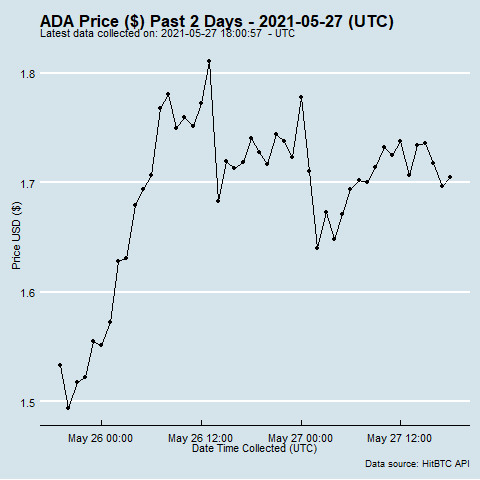 ADA Price ($) Past 2 Days - 2021-05-27 (UTC)
Latest data collected on: 2021-05-27 18:00:57  - UTC
1.8
1.7
1.6
1.5
Price USD ($)
May 26 00:00 May 26 12:00 May 27 00:00 May 27 12:00
Date Time Collected (UTC)
Data source: HitBTC API